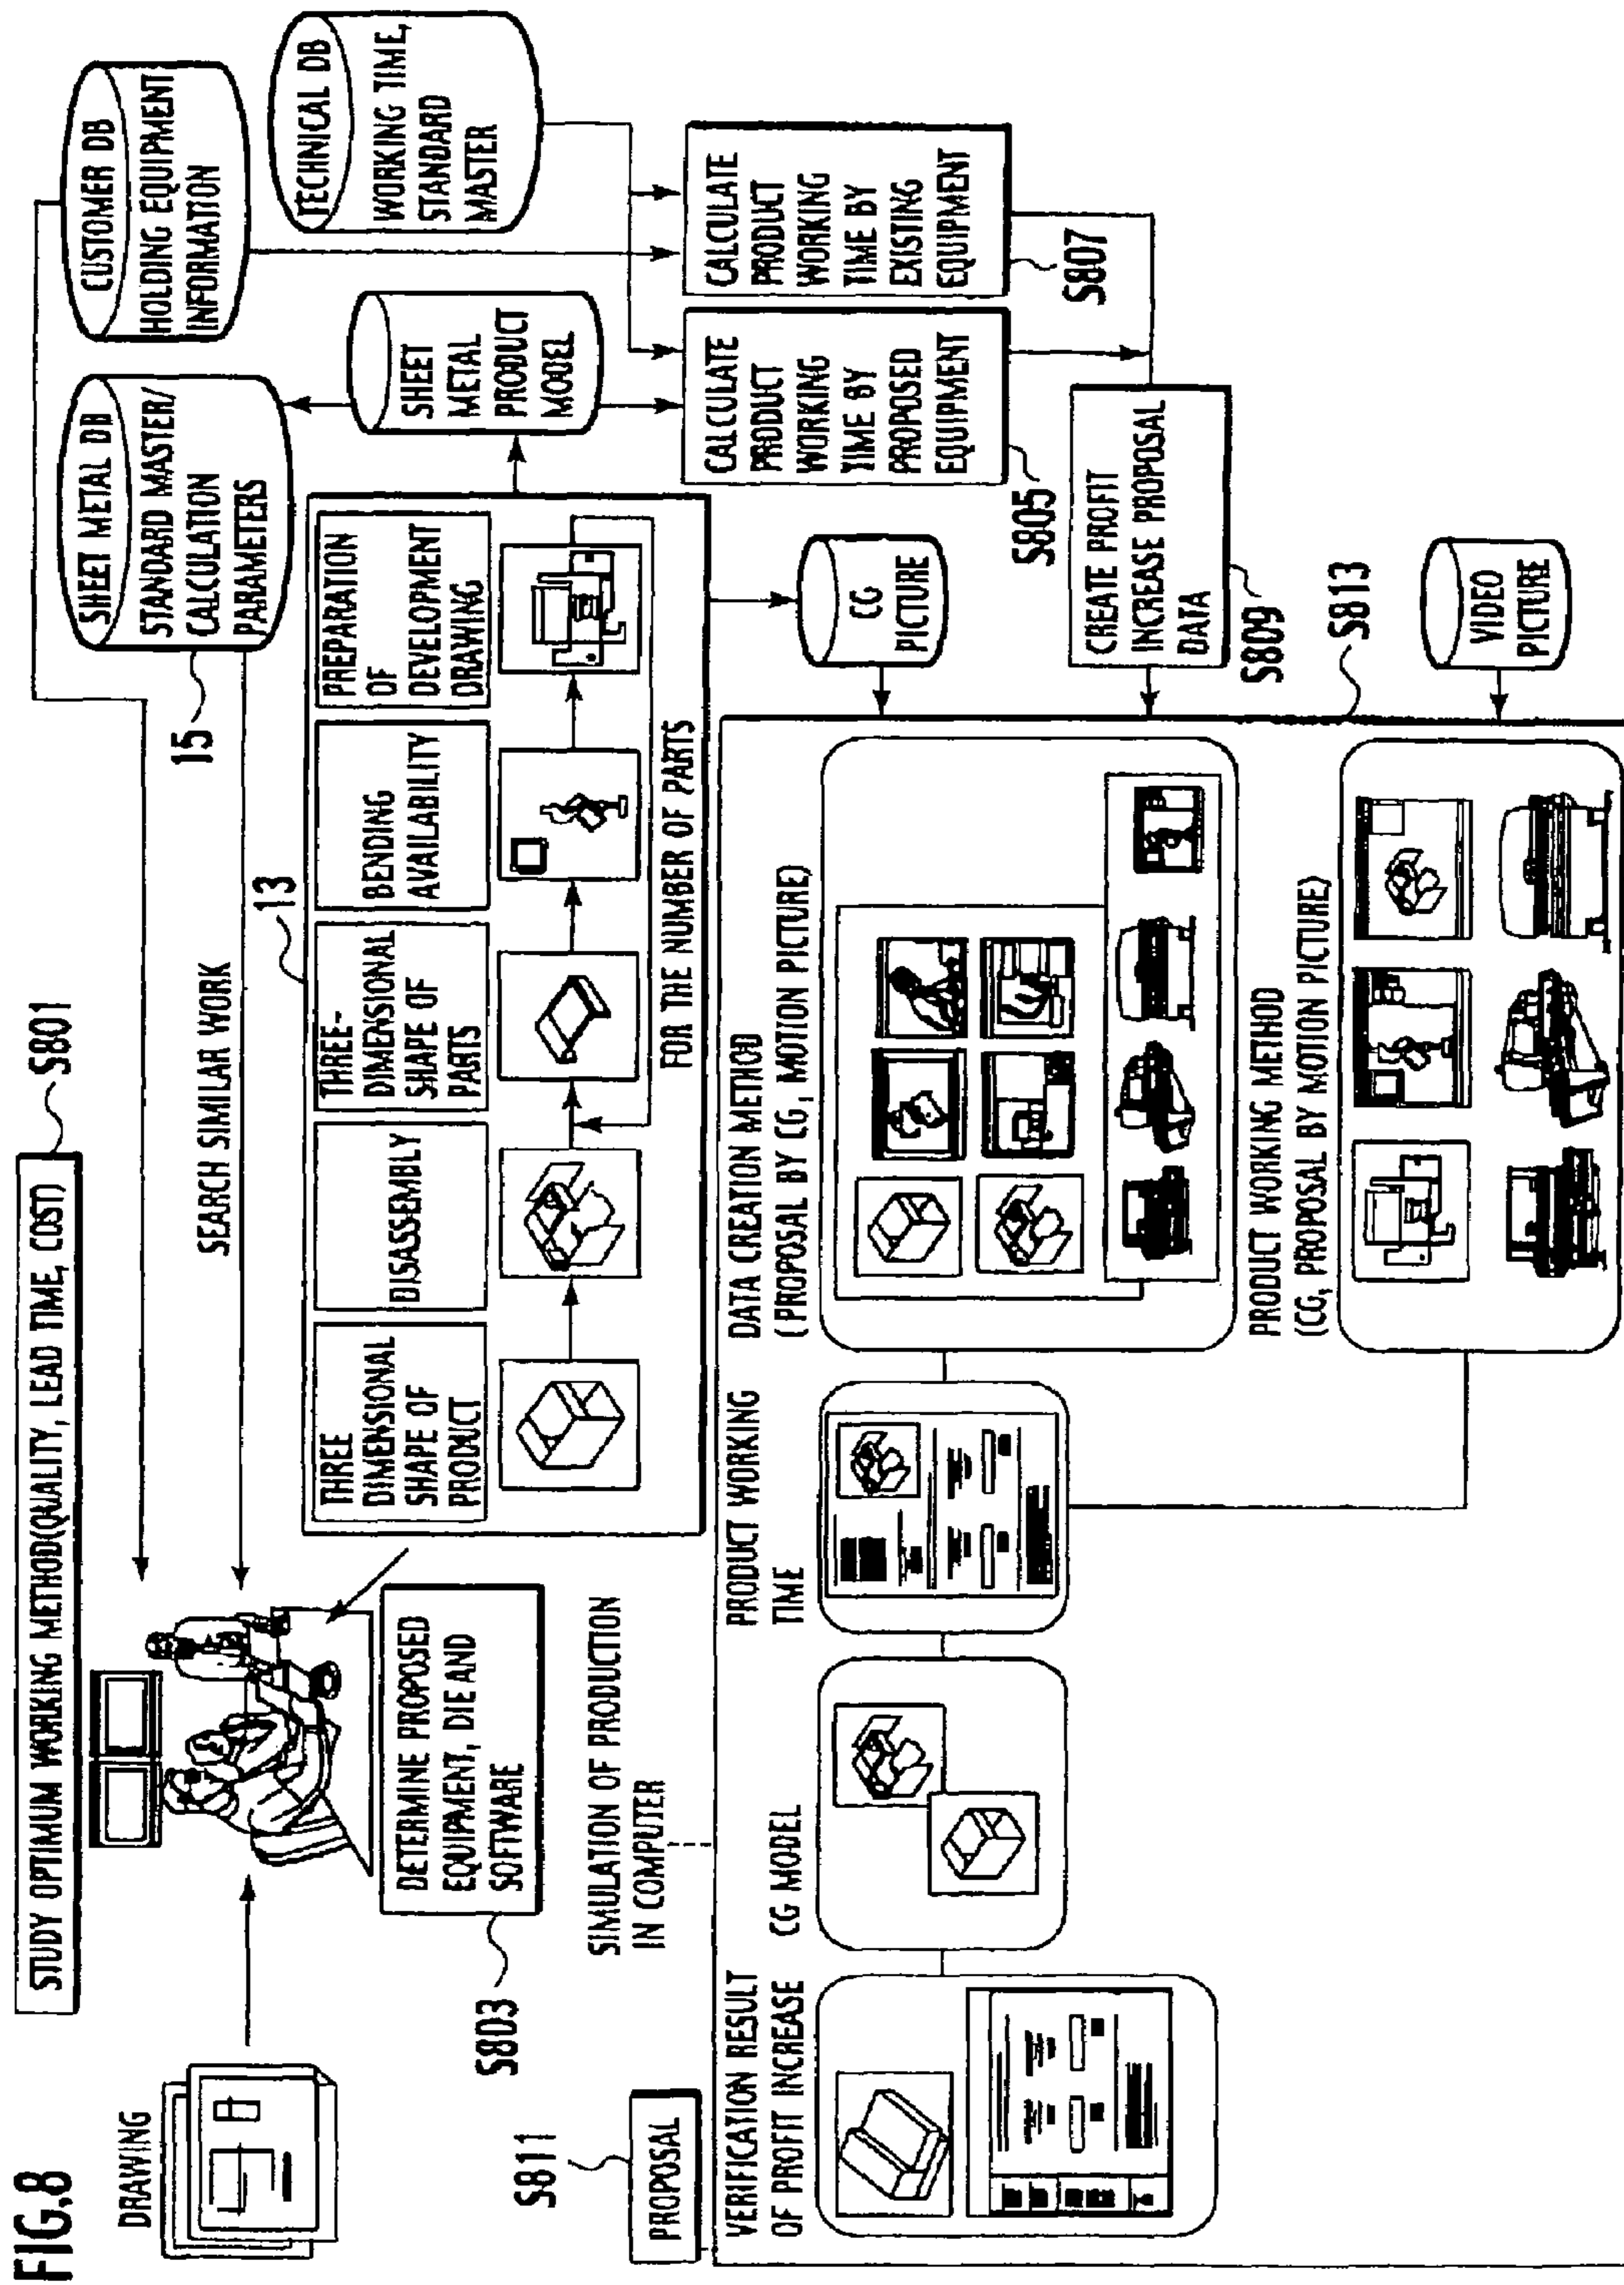 FIG.8
STUDY OPTIMUM WORKING METHOD(QUALITY, LEAD TIME, COST)
S801
DRAWING
SEARCH SIMILAR WORK
SHEET METAL DB
STANDARD MASTER/
CALCULATION
PARAMETERS
15
CUSTOMER DB
HOLDING EQUIPMENT
INFORMATION
TECHNICAL DB
WORKING TIME,
STANDARD
MASTER
DETERMINE PROPOSED
EQUIPMENT, DIE AND
SOFTWARE
S803
13
THREE
DIMENSIONAL
SHAPE OF
PRODUCT
DISASSEMBLY
THREE-
DIMENSIONAL
SHAPE OF
PARTS
BENDING
AVAILABILITY
PREPARATION
OF
DEVELOPMENT
DRAWING
FOR THE NUMBER OF PARTS
SHEET
METAL
PRODUCT
MODEL
CALCULATE
PRODUCT
WORKING
TIME BY
PROPOSED
EQUIPMENT
S805
CALCULATE
PRODUCT
WORKING
TIME BY
EXISTING
EQUIPMENT
S807
SIMULATION OF PRODUCTION
IN COMPUTER
CG
PICTURE
CREATE PROFIT
INCREASE PROPOSAL
DATA
S809
S811
PROPOSAL
S813
VERIFICATION RESULT
OF PROFIT INCREASE
CG MODEL
PRODUCT WORKING
TIME
DATA CREATION METHOD
(PROPOSAL BY CG, MOTION PICTURE)
PRODUCT WORKING METHOD
(CG, PROPOSAL BY MOTION PICTURE)
VIDEO
PICTURE